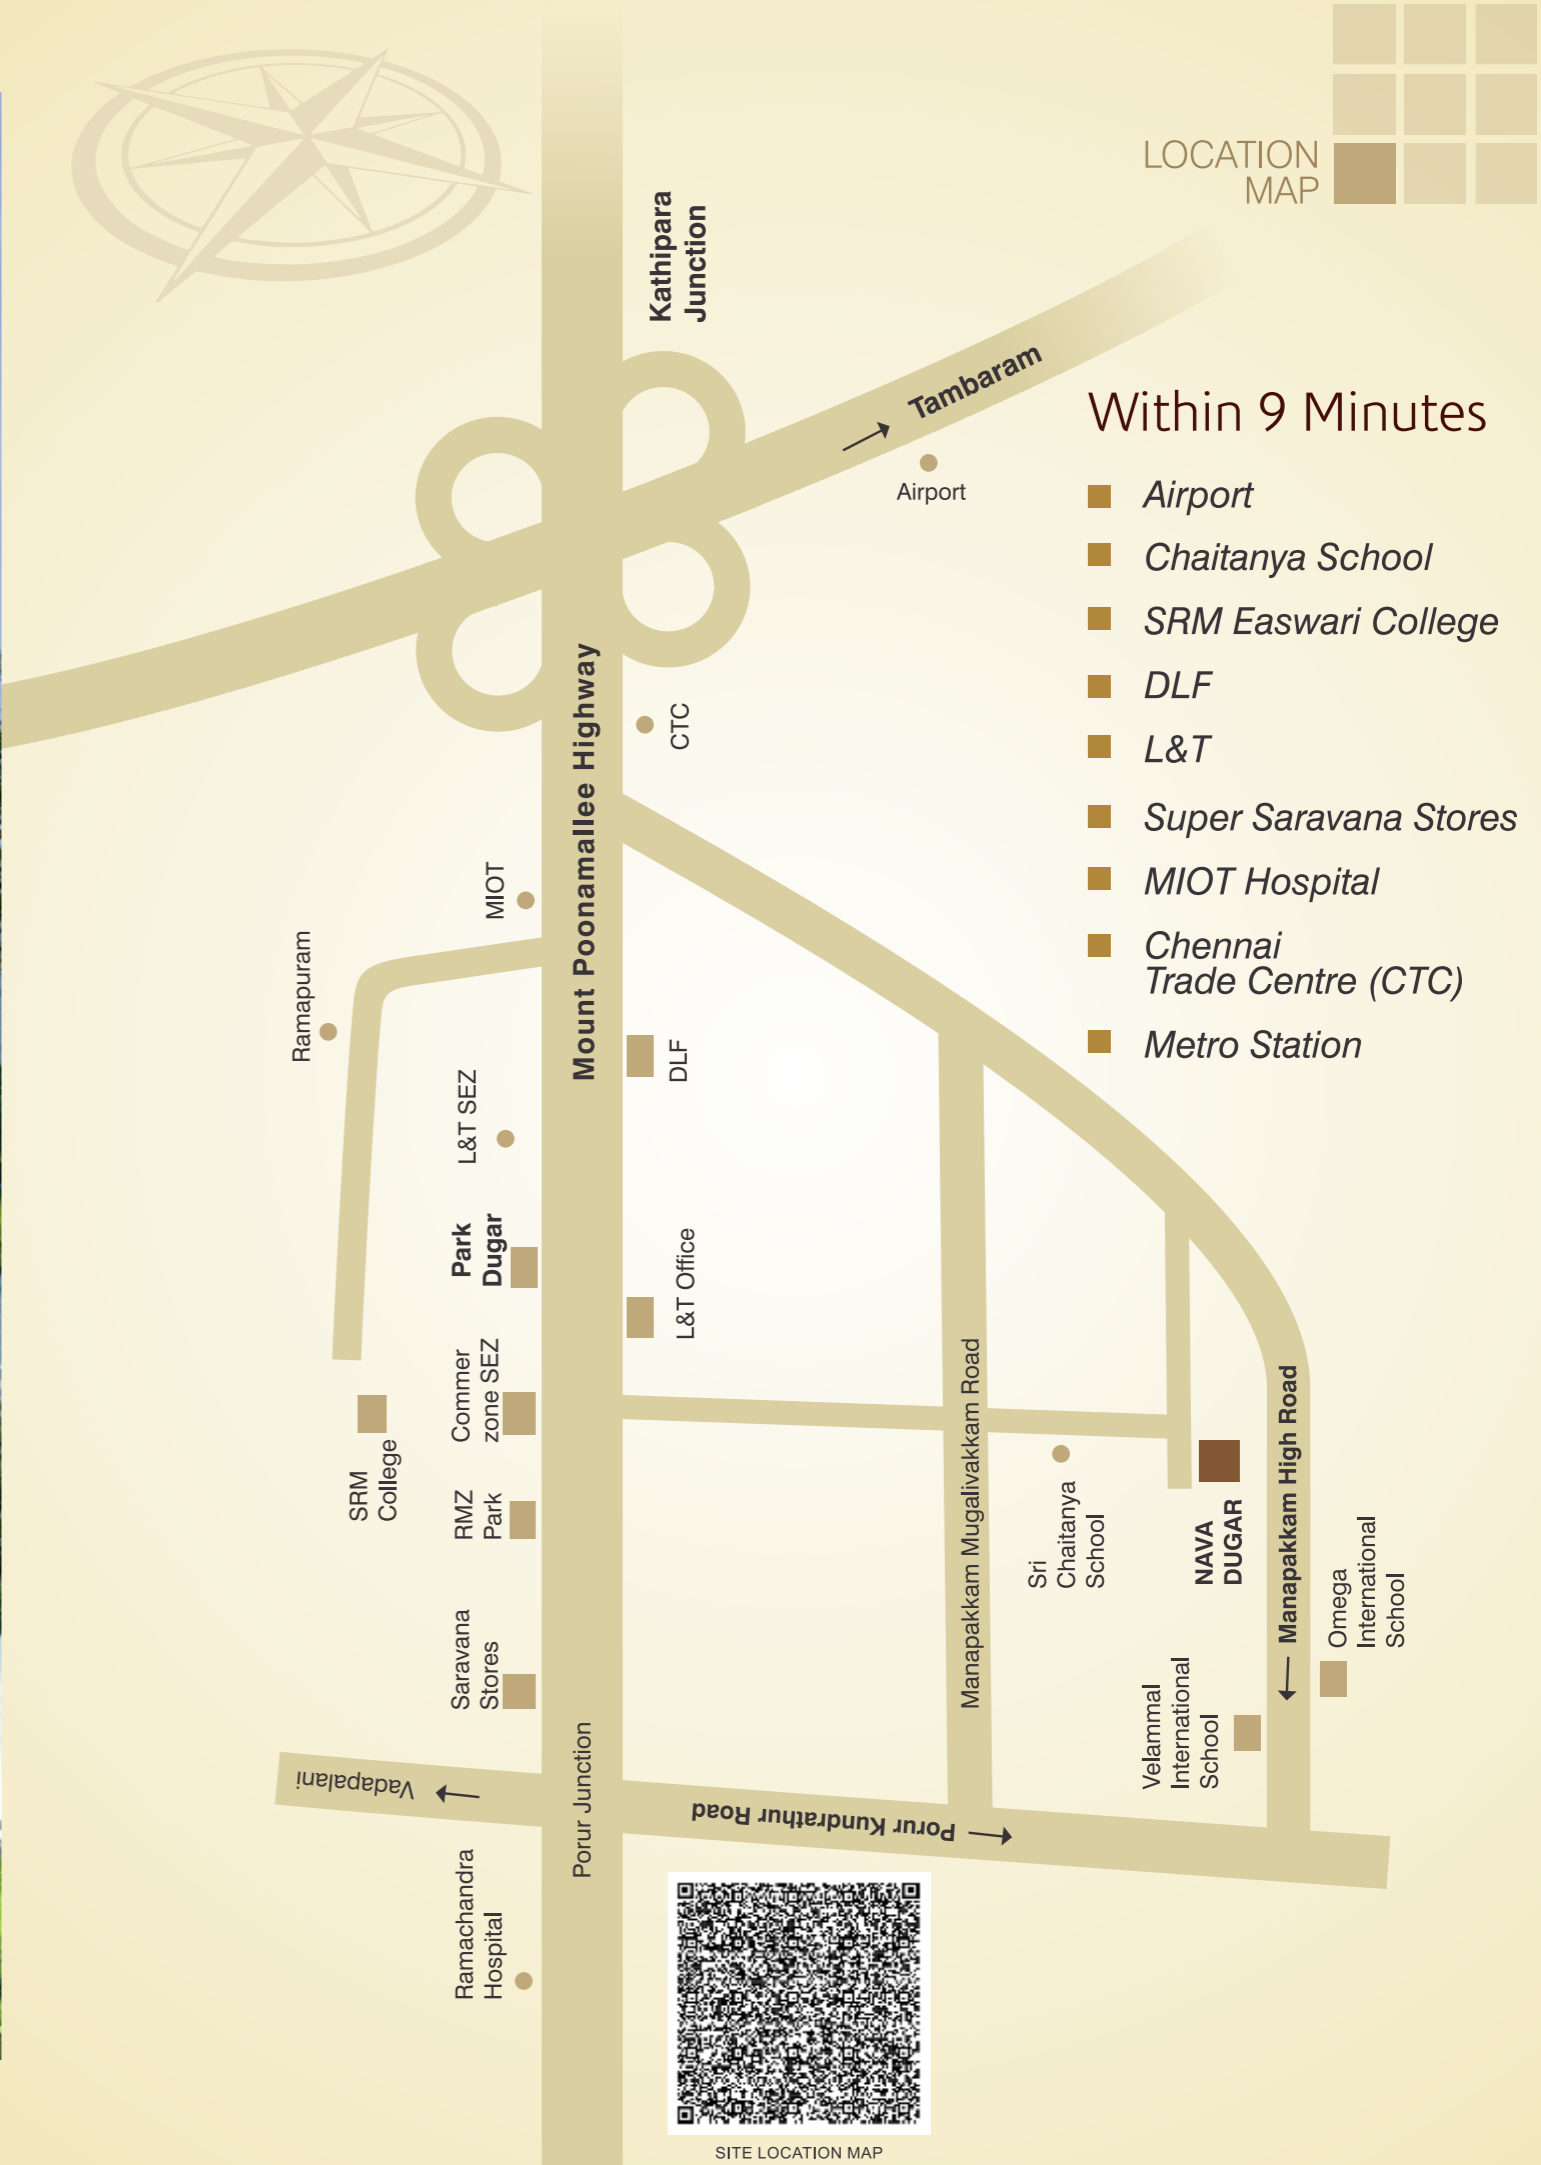 LOCATION
MAP
Kathipara
Junction
Tambaram
Airport
Within 9 Minutes
Airport
Chaitanya School
SRM Easwari College
DLF
L&T
Super Saravana Stores
MIOT Hospital
Chennai
Trade Centre (CTC)
Metro Station
Mount Poonamallee Highway
CTC
MIOT
Ramapuram
DLF
L&T SEZ
Park
Dugar
L&T Office
Commer
zone SEZ
SRM
College
RMZ
Park
Manapakkam Mugalivakkam Road
Sri
Chaitanya
School
NAVA
DUGAR
Manapakkam High Road
Omega
International
School
Velammal
International
School
Saravana
Stores
Porur Junction
Vadapalani
Porur Kundrathur Road
Ramachandra
Hospital
SITE LOCATION MAP